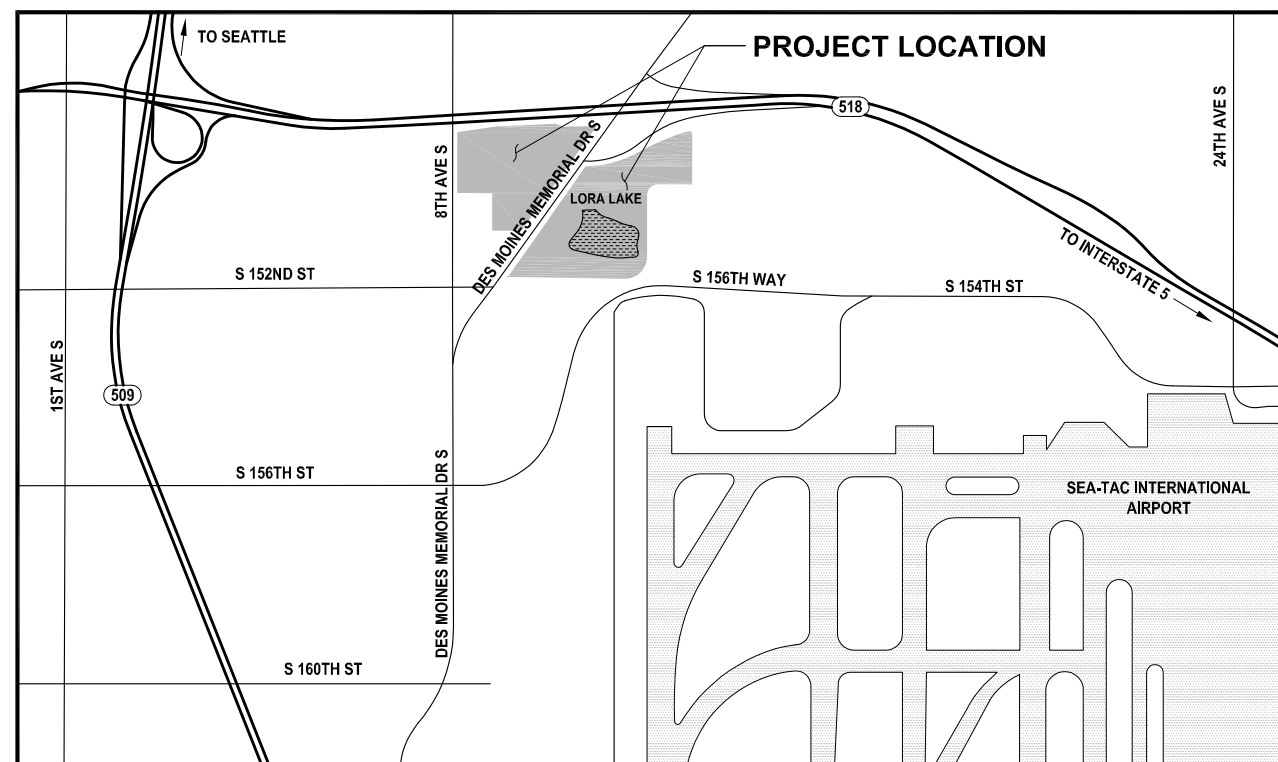 TO SEATTLE
PROJECT LOCATION
518
24TH AVE S
8TH AVE S
DES MOINES MEMORIAL DR S
LORA LAKE
TO INTERSTATE 5
S 152ND ST
S 156TH WAY
S 154TH ST
1ST AVE S
509
S 156TH ST
DES MOINES MEMORIAL DR S
SEA-TAC INTERNATIONAL
AIRPORT
S 160TH ST